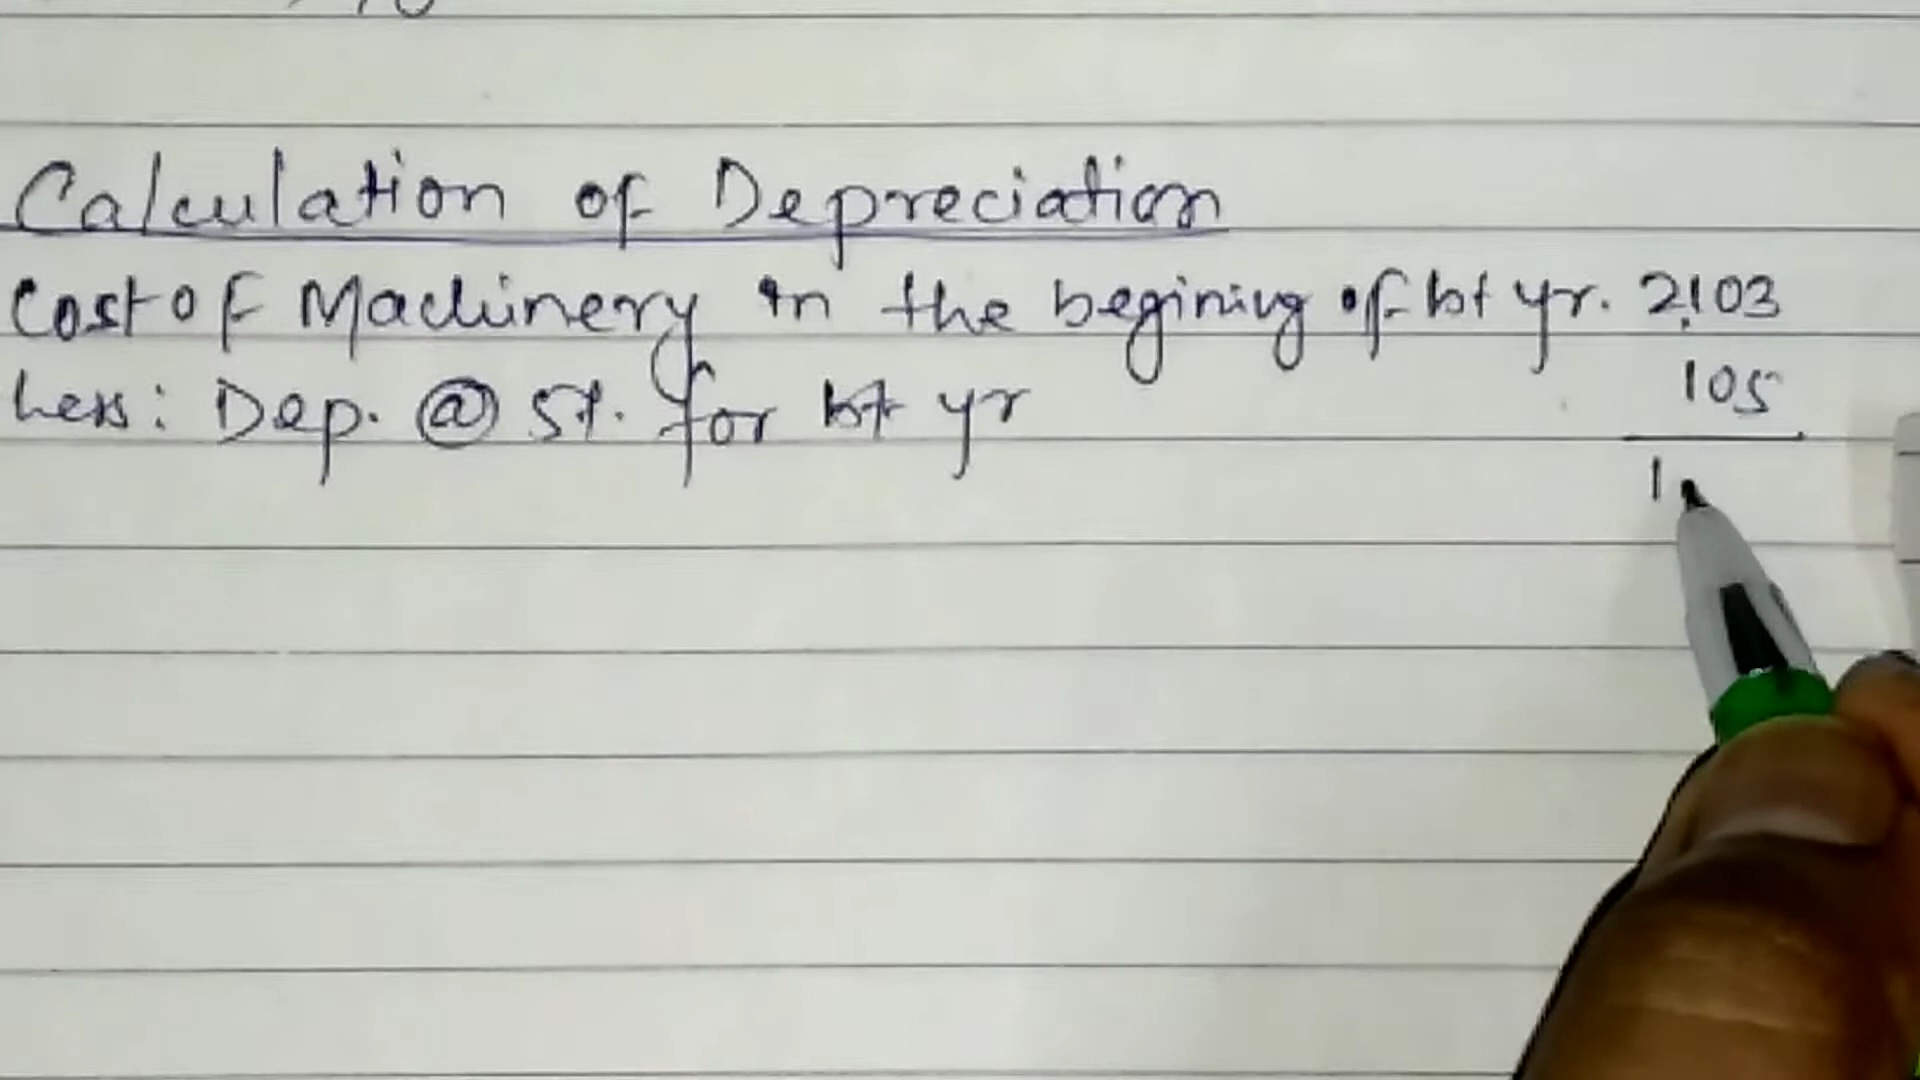 Calculation of Depreciation
Cost of Machinery in the begining of 1st yr. 2,103
Less: Dep. @ 5%. for 1st yr 105
1